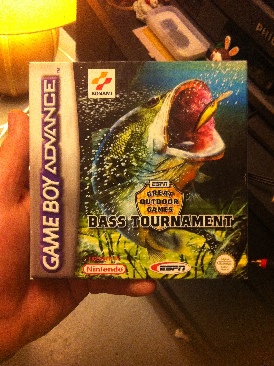 GAME BOY ADVANCE
KONAMI
ESPN
GREAT
OUTDOOR
GAMES
BASS TOURNAMENT
Nintendo
ESPN